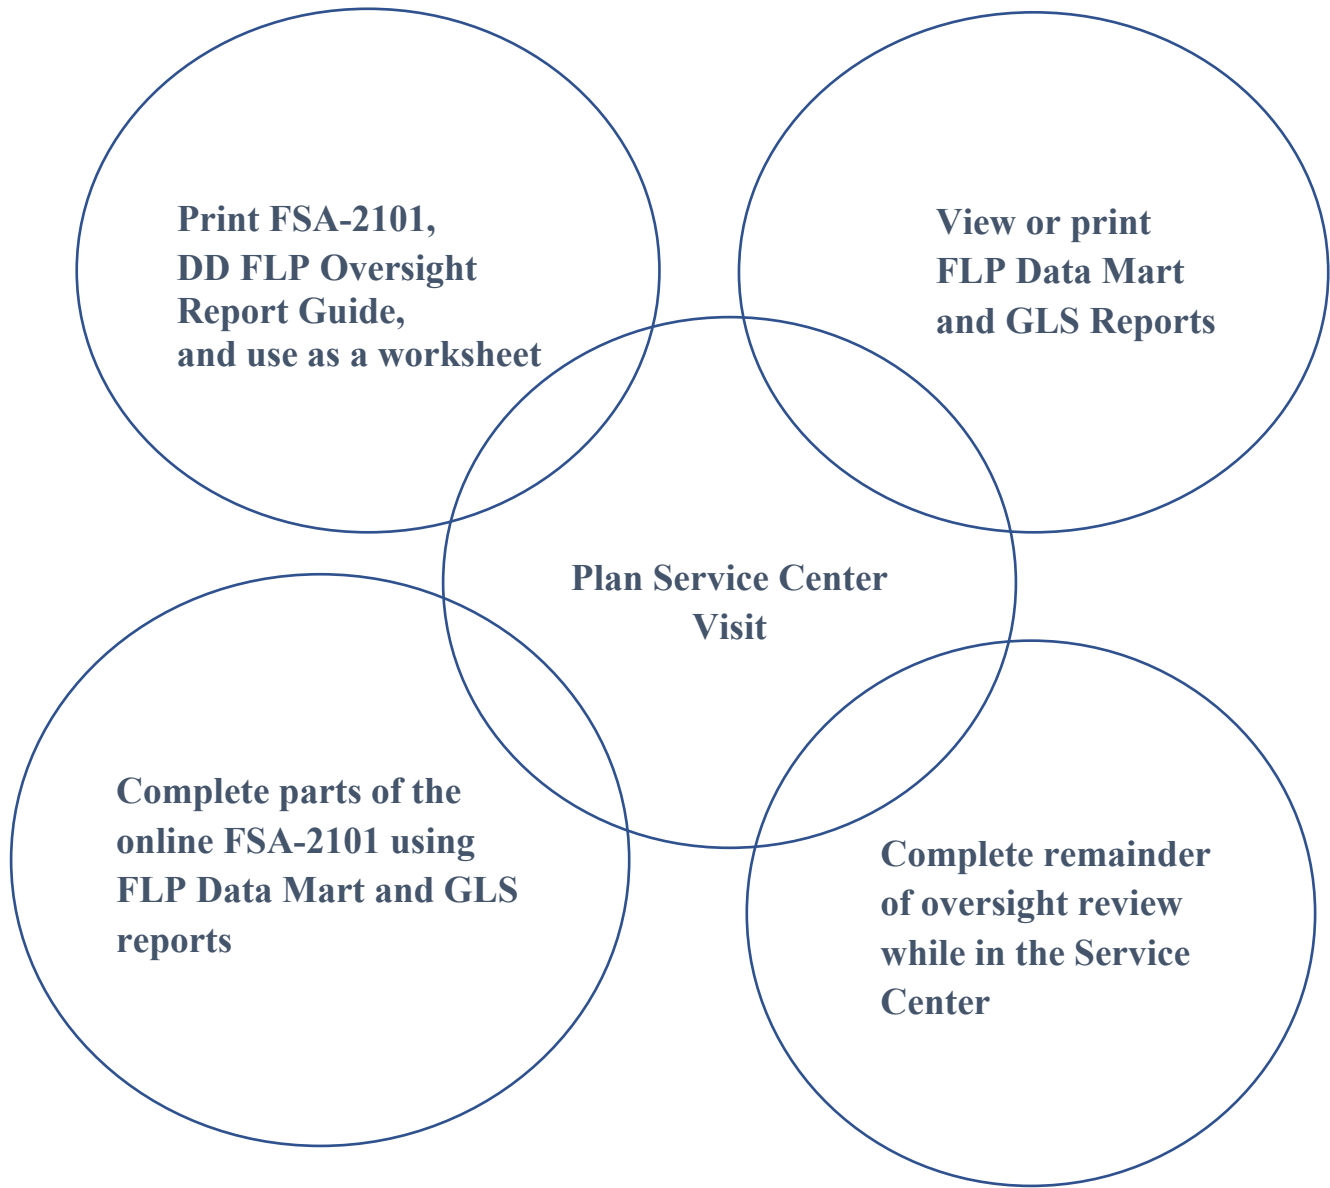 Print FSA-2101,
DD FLP Oversight
Report Guide,
and use as a worksheet
View or print
FLP Data Mart
and GLS Reports
Plan Service Center
Visit
Complete parts of the
online FSA-2101 using
FLP Data Mart and GLS
reports
Complete remainder
of oversight review
while in the Service
Center